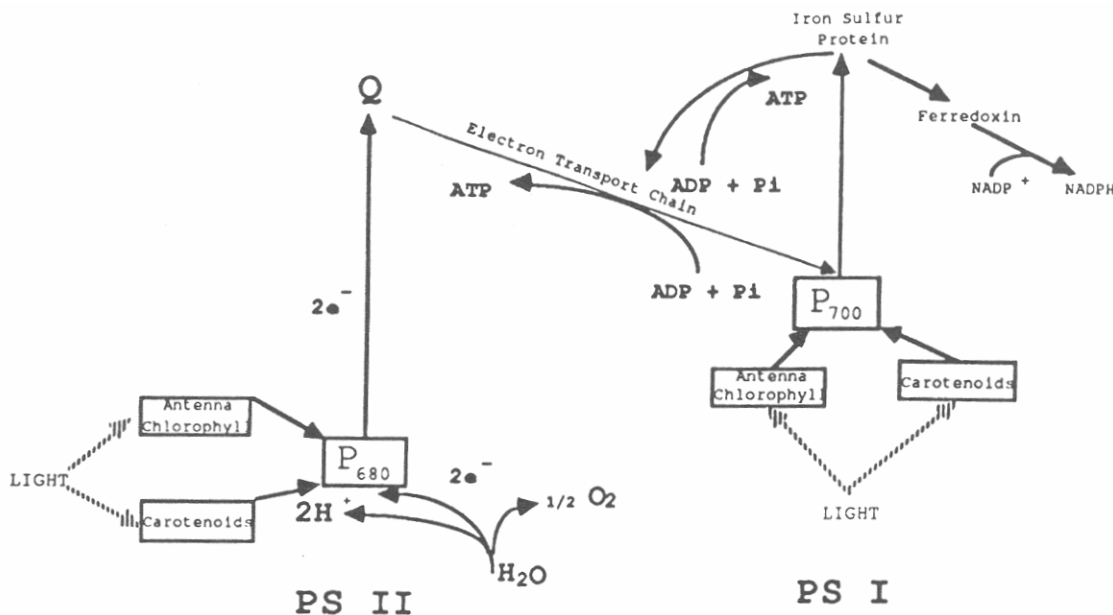 Iron Sulfur
Protein
Q
ATP
Ferredoxin
Electron Transport Chain
ATP
ADP + Pi
NADP +
NADPH
ADP + Pi
2e-
P700
Antenna
Chlorophyll
Carotenoids
Antenna
Chlorophyll
P680
2e-
LIGHT
1/2 O2
LIGHT
Carotenoids
2H+
H2O
PS II
PS I